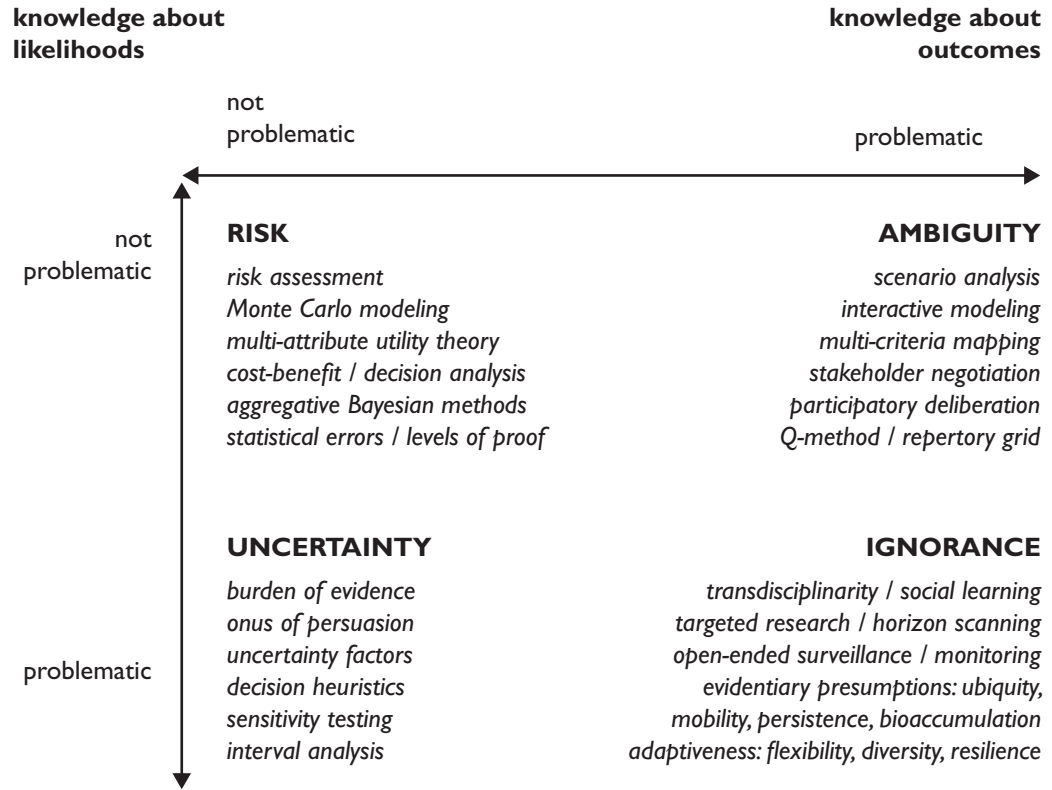 knowledge about
likelihoods
knowledge about
outcomes
not
problematic
problematic
not
problematic
RISK
risk assessment
Monte Carlo modeling
multi-attribute utility theory
cost-benefit / decision analysis
aggregative Bayesian methods
statistical errors / levels of proof
AMBIGUITY
scenario analysis
interactive modeling
multi-criteria mapping
stakeholder negotiation
participatory deliberation
Q-method / repertory grid
problematic
UNCERTAINTY
burden of evidence
onus of persuasion
uncertainty factors
decision heuristics
sensitivity testing
interval analysis
IGNORANCE
transdisciplinarity / social learning
targeted research / horizon scanning
open-ended surveillance / monitoring
evidentiary presumptions: ubiquity,
mobility, persistence, bioaccumulation
adaptiveness: flexibility, diversity, resilience